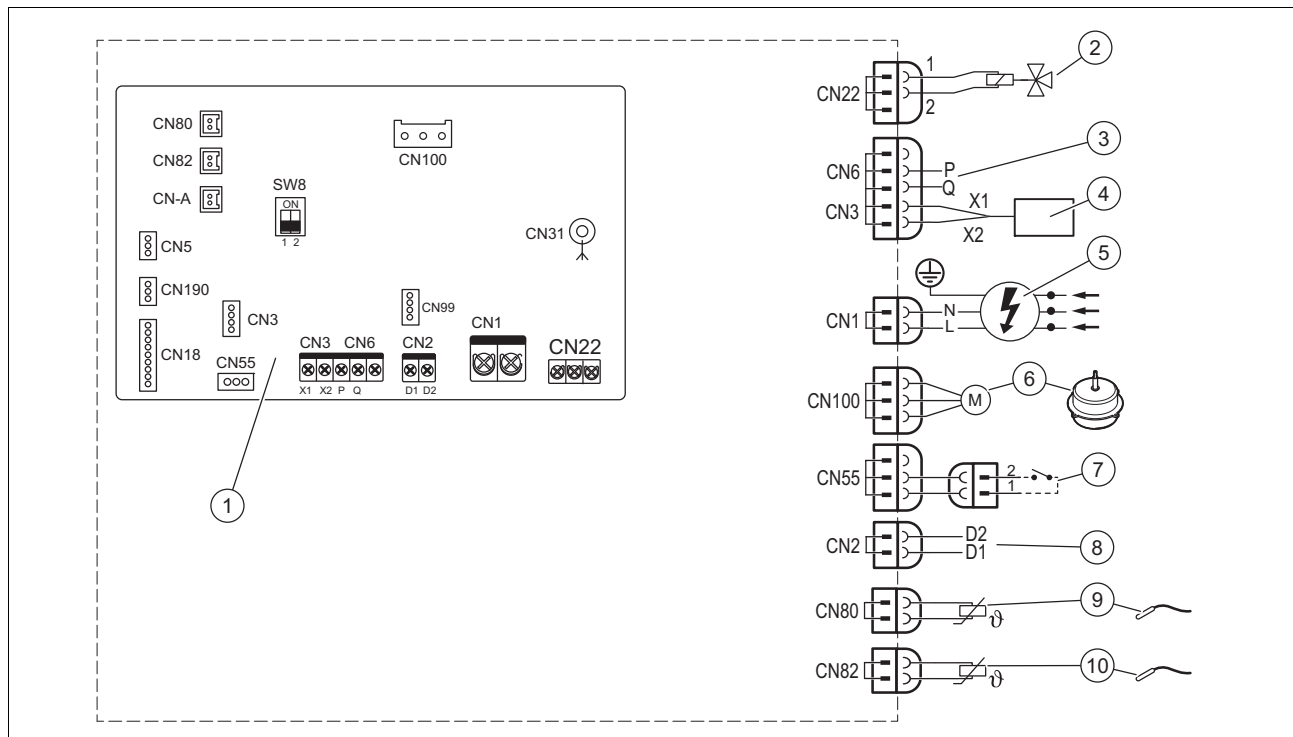 CN80
CN82
CN-A
CN5
CN190
CN18
CN3
CN55
SW8
ON
1 2
CN100
CN31
CN99
CN3 CN6
X1 X2 P Q
CN2
D1 D2
CN1
CN22
1
CN22
1
2
2
CN6
P
Q
3
CN3
X1
X2
4
CN1
N
L
5
CN100
M
6
CN55
2
1
7
CN2
D2
D1
8
CN80
ϑ
9
CN82
ϑ
10